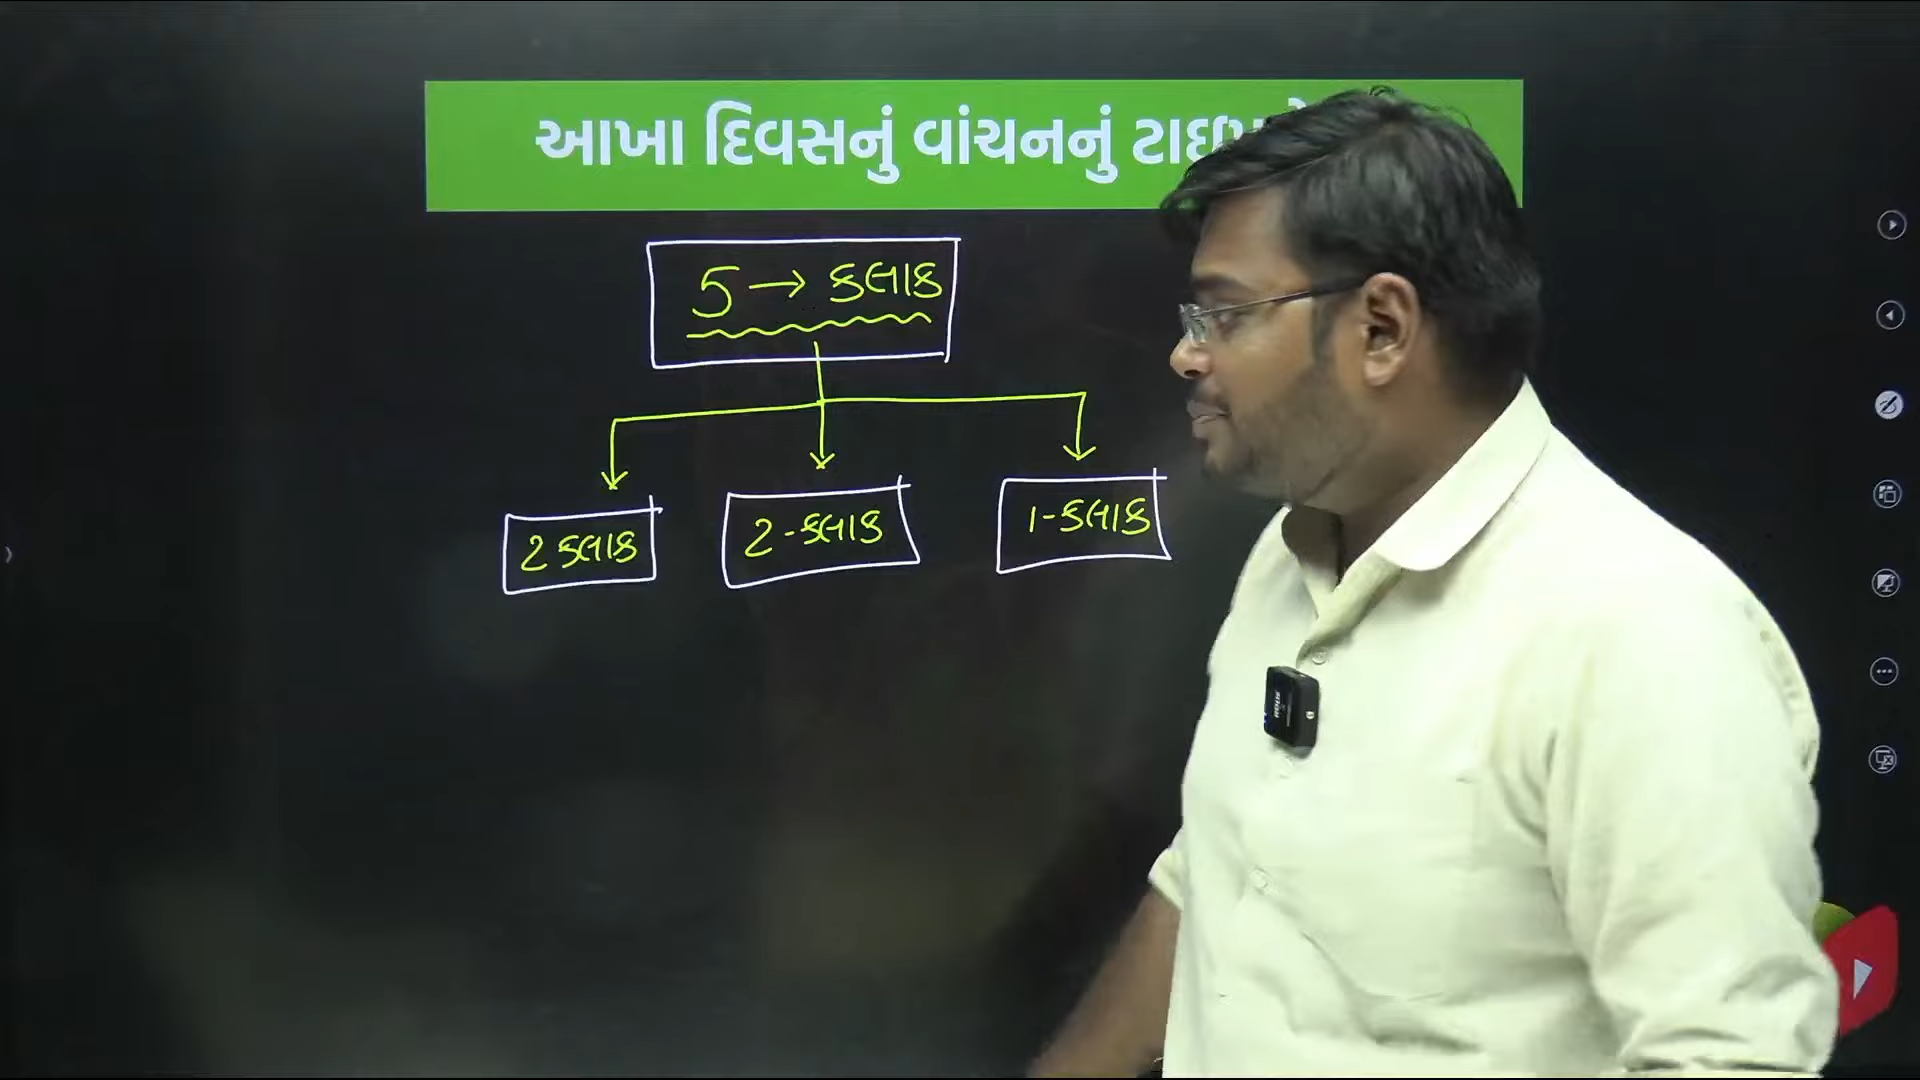 આખા દિવસનું વાંચનનું
5 → કલાક
2 કલાક
2-કલાક
1-કલાક